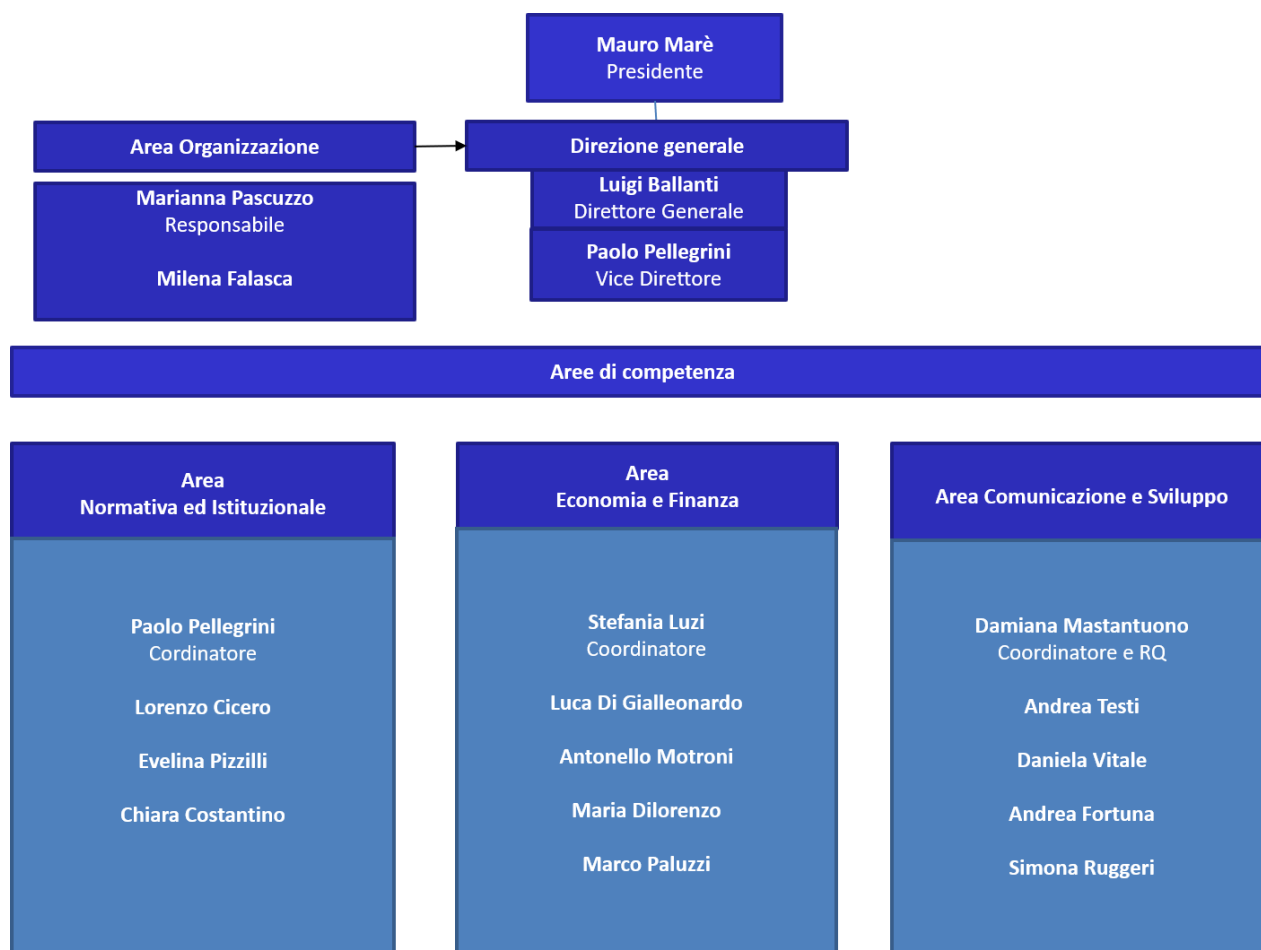 Mauro Marè
Presidente
Area Organizzazione
Direzione generale
Marianna Pascuzzo
Responsabile
Milena Falasca
Luigi Ballanti
Direttore Generale
Paolo Pellegrini
Vice Direttore
Aree di competenza
Area
Normativa ed Istituzionale
Paolo Pellegrini
Cordinatore
Lorenzo Cicero
Evelina Pizzilli
Chiara Costantino
Area
Economia e Finanza
Stefania Luzi
Coordinatore
Luca Di Gialleonardo
Antonello Motroni
Maria Dilorenzo
Marco Paluzzi
Area Comunicazione e Sviluppo
Damiana Mastantuono
Coordinatore e RQ
Andrea Testi
Daniela Vitale
Andrea Fortuna
Simona Ruggeri